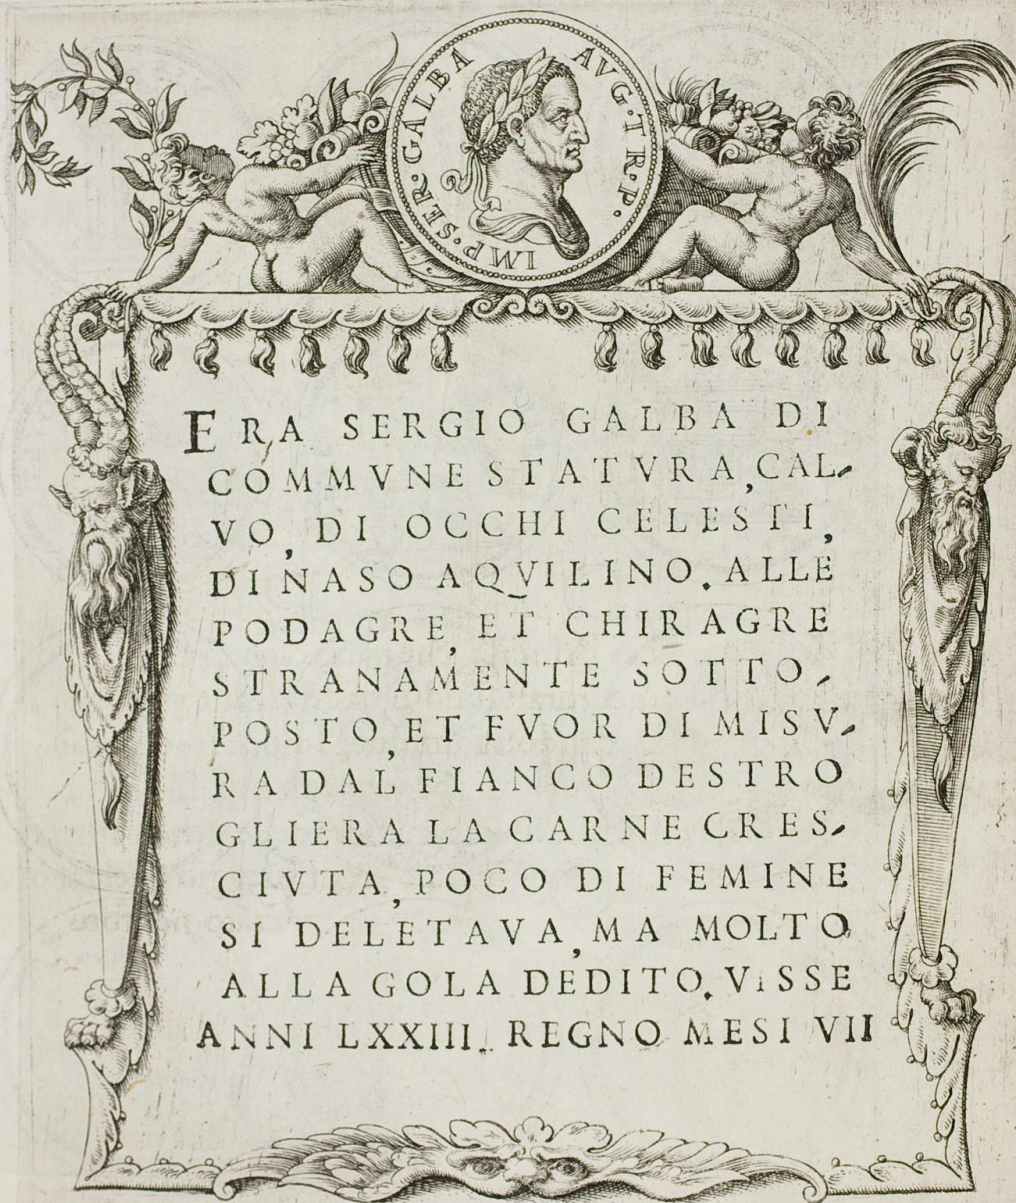 IMP·SER·GALBA AVG·TR·P·
ERA SERGIO GALBA DI
COMMVNE STATVRA, CAL-
VO, DI OCCHI CELESTI,
DI NASO AQVILINO. ALLE
PODAGRE, ET CHIRAGRE
STRANAMENTE SOTTO-
POSTO, ET FVOR DI MISV-
RA DAL FIANCO DESTRO
GLIERA LA CARNE CRES-
CIVTA, POCO DI FEMINE
SI DELETAVA, MA MOLTO
ALLA GOLA DEDITO. VISSE
ANNI LXXIII. REGNO MESI VII